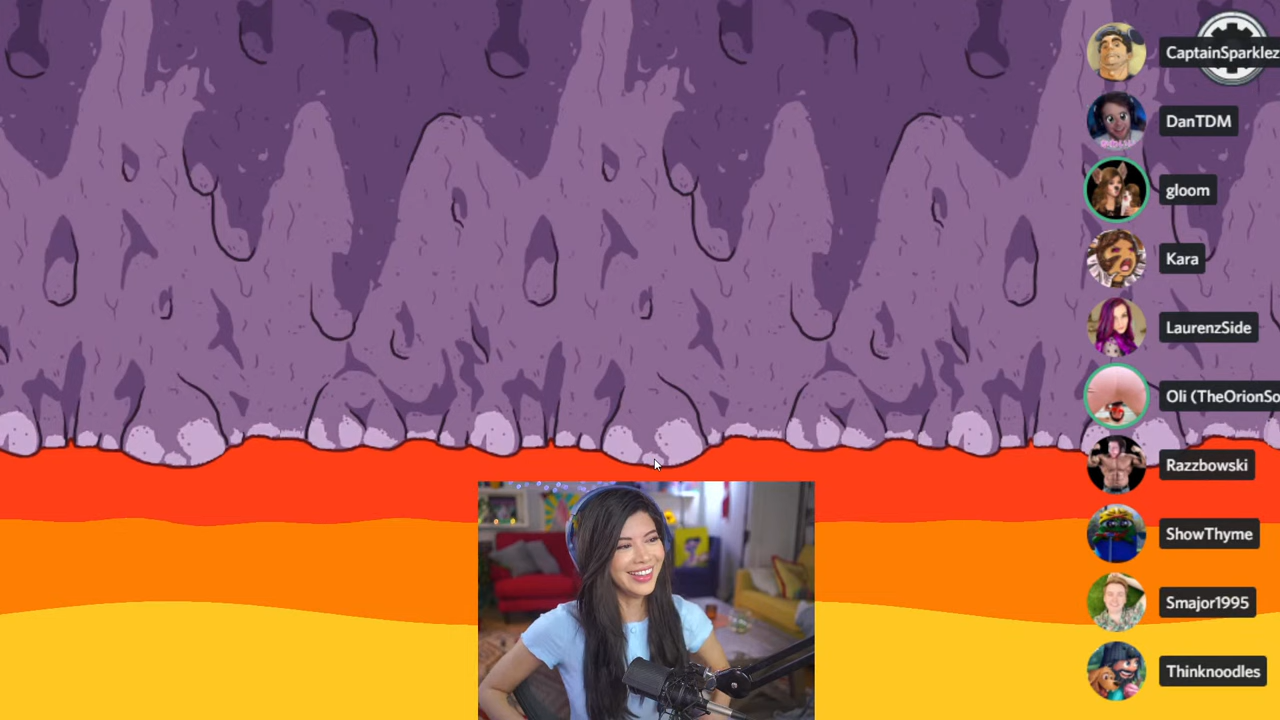 CaptainSparklez
DanTDM
gloom
Kara
LaurenzSide
Oli (TheOrionSo
Razzbowski
ShowThyme
Smajor1995
Thinknoodles